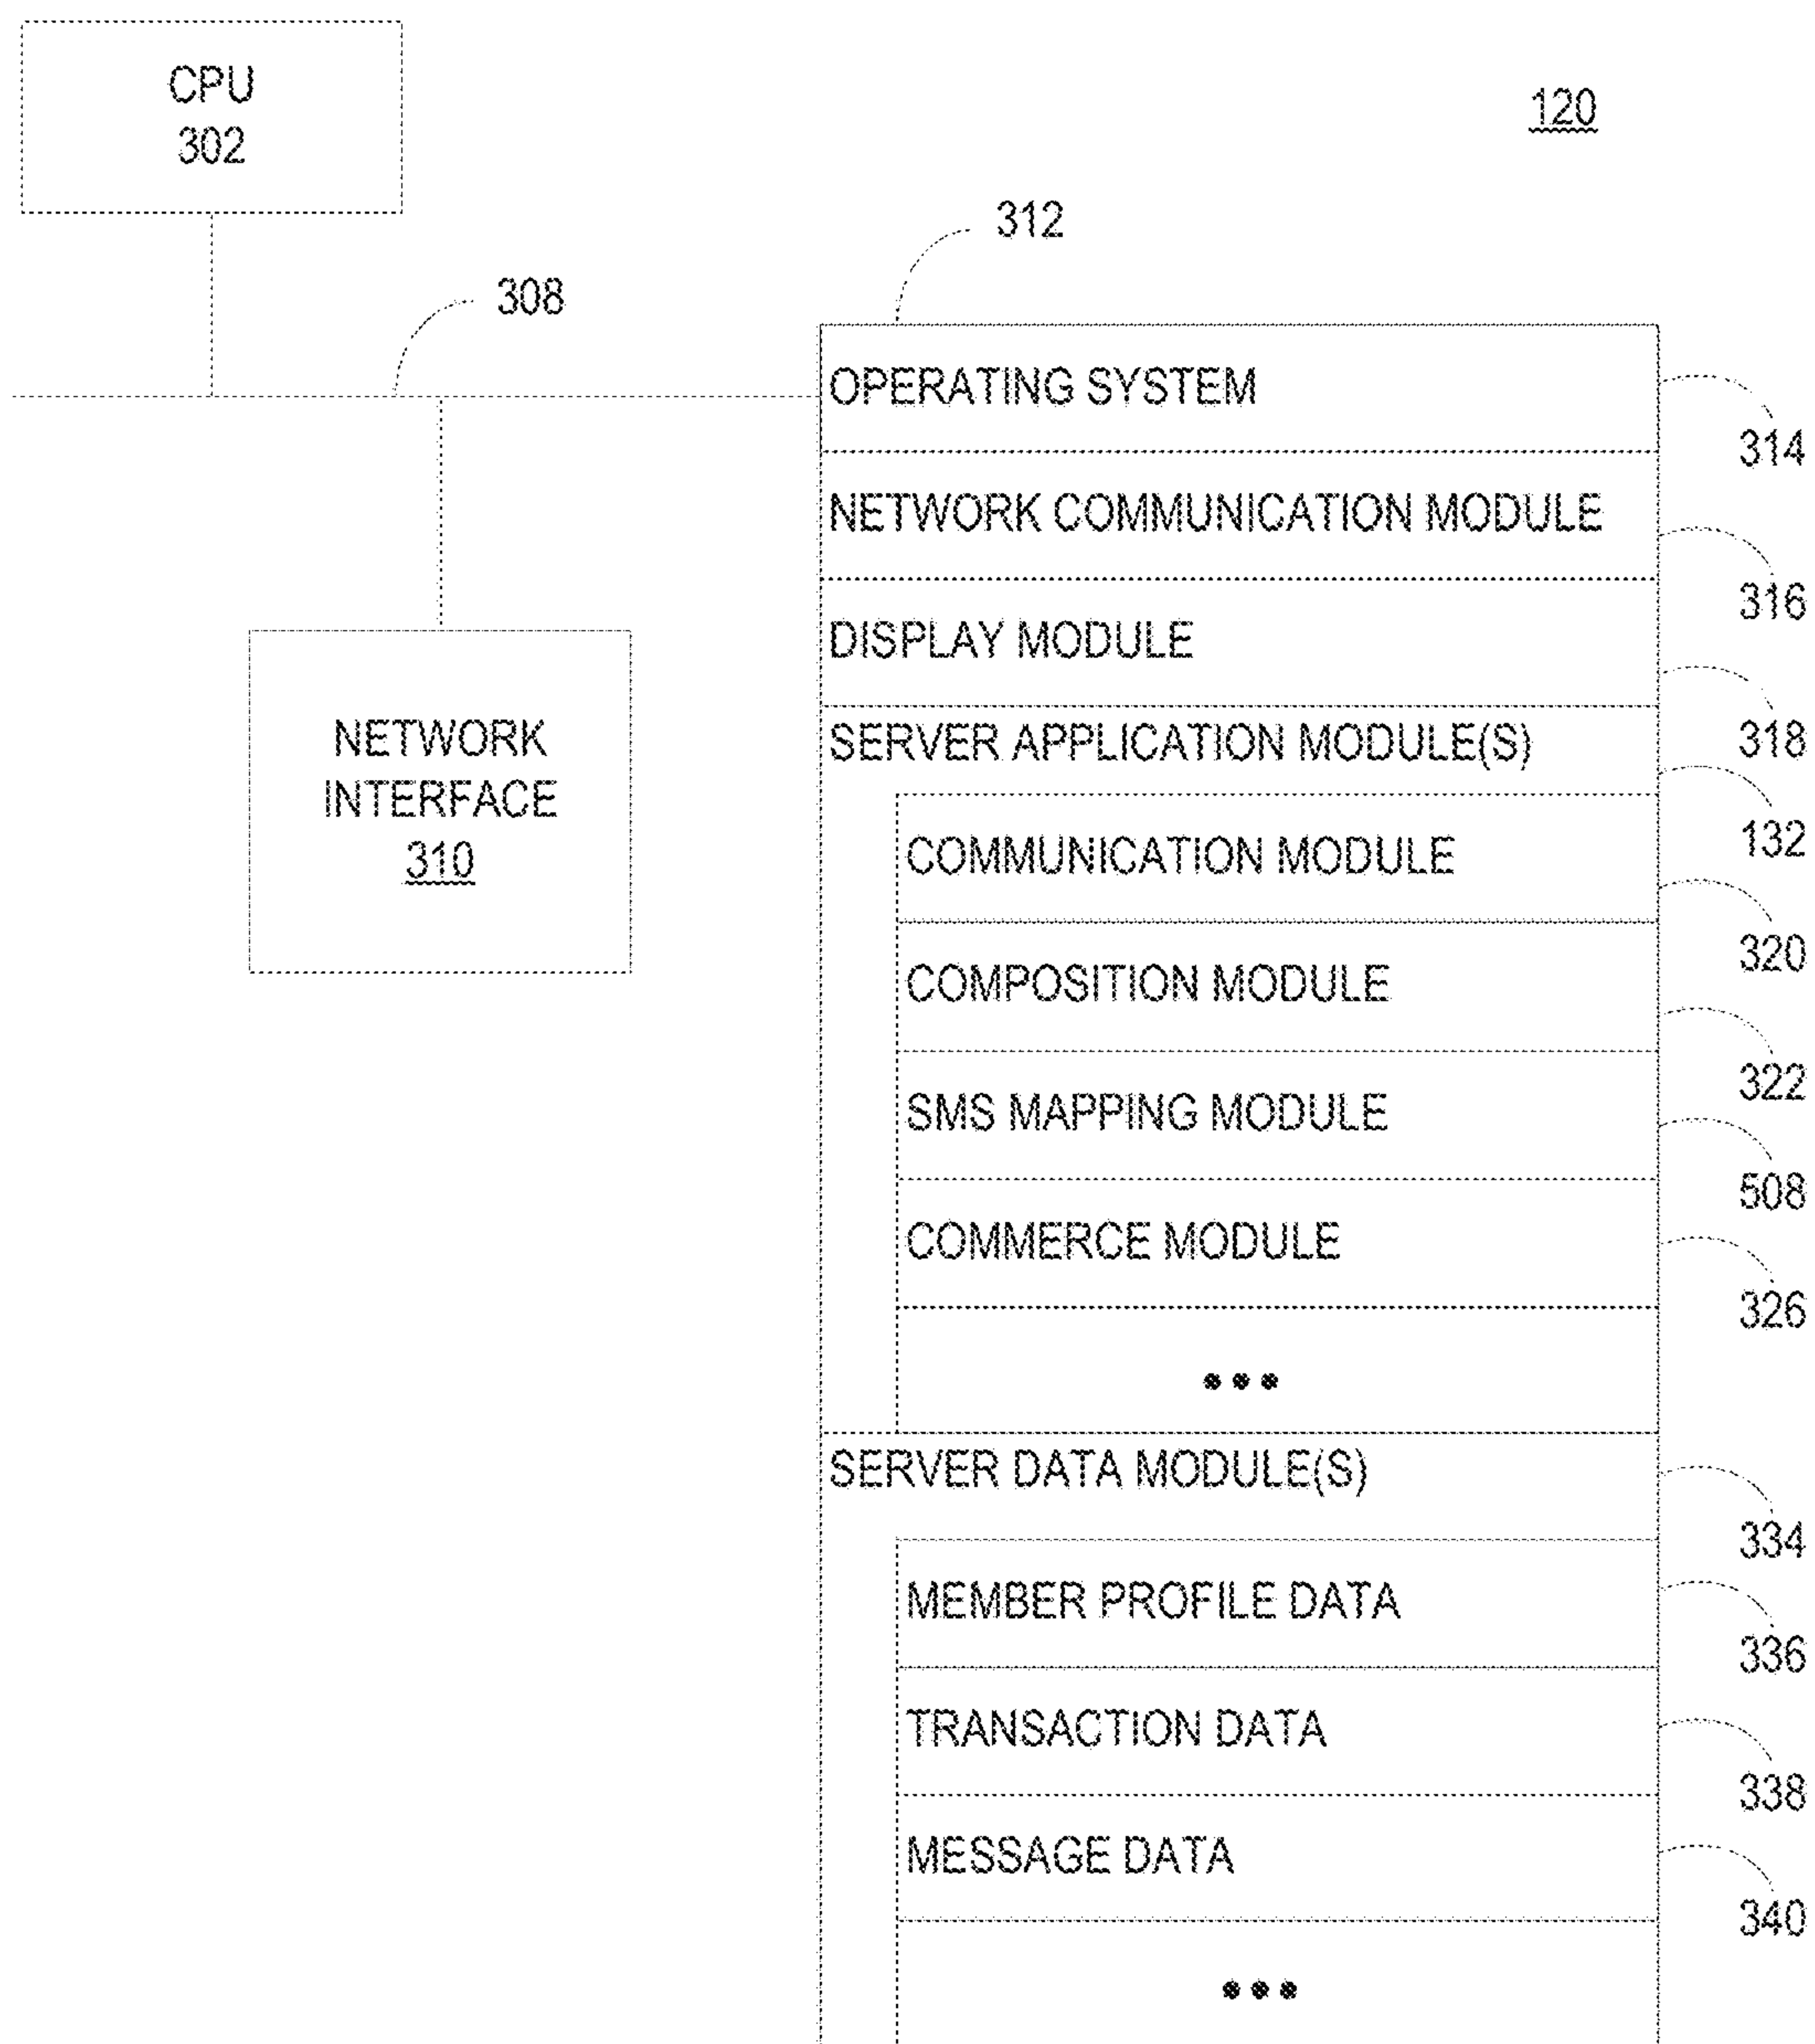 CPU
302
120
312
308
OPERATING SYSTEM
314
NETWORK COMMUNICATION MODULE
316
DISPLAY MODULE
318
NETWORK
INTERFACE
310
SERVER APPLICATION MODULE(S)
132
COMMUNICATION MODULE
320
COMPOSITION MODULE
322
SMS MAPPING MODULE
508
COMMERCE MODULE
326
•••
SERVER DATA MODULE(S)
334
MEMBER PROFILE DATA
336
TRANSACTION DATA
338
MESSAGE DATA
340
•••